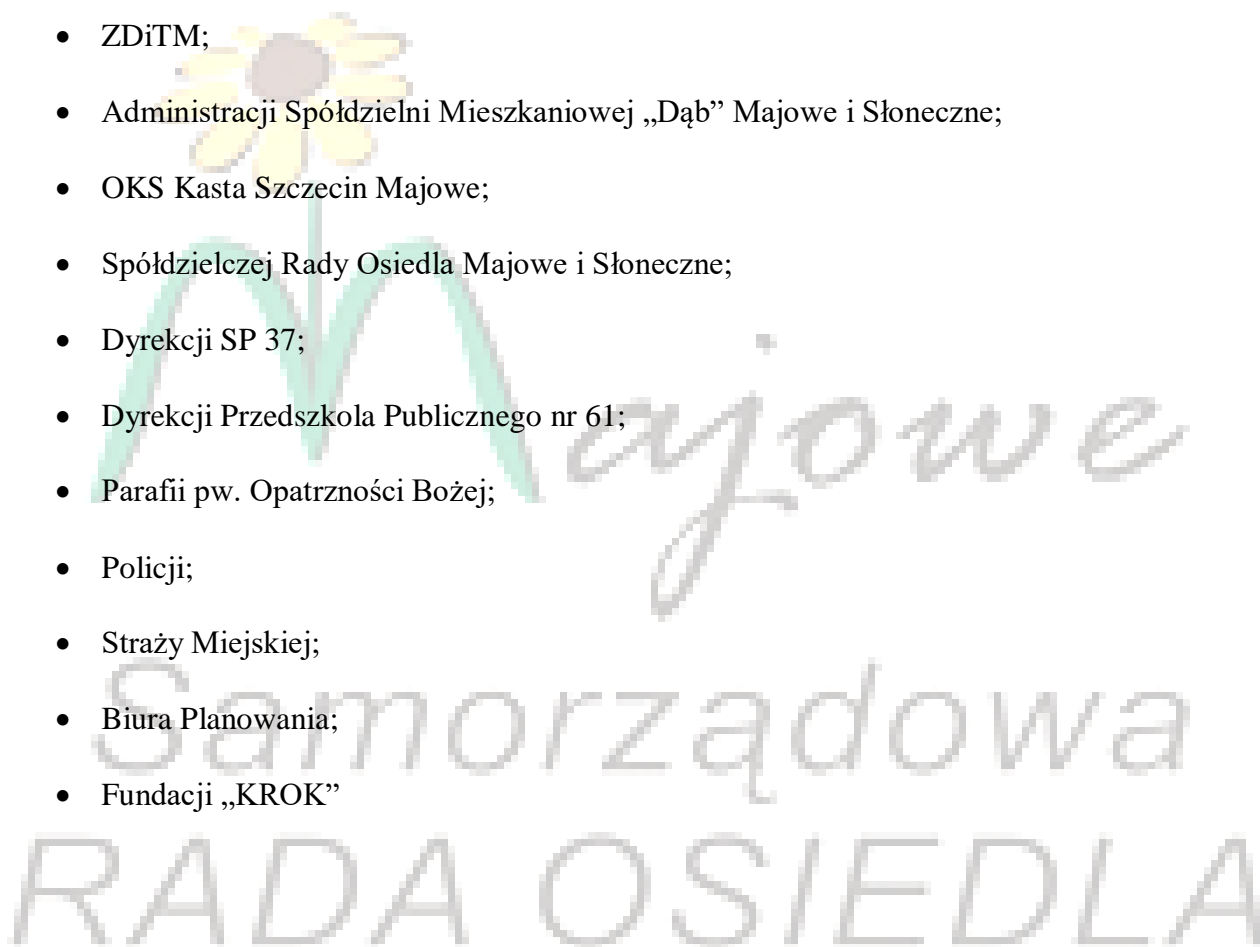 • ZDiTM;
• Administracji Spółdzielni Mieszkaniowej „Dąb” Majowe i Słoneczne;
• OKS Kasta Szczecin Majowe;
• Spółdzielczej Rady Osiedla Majowe i Słoneczne;
• Dyrekcji SP 37;
• Dyrekcji Przedszkola Publicznego nr 61;
• Parafii pw. Opatrzności Bożej;
• Policji;
• Straży Miejskiej;
• Biura Planowania;
• Fundacji „KROK”
Majowe
Samorządowa
RADA OSIEDLA